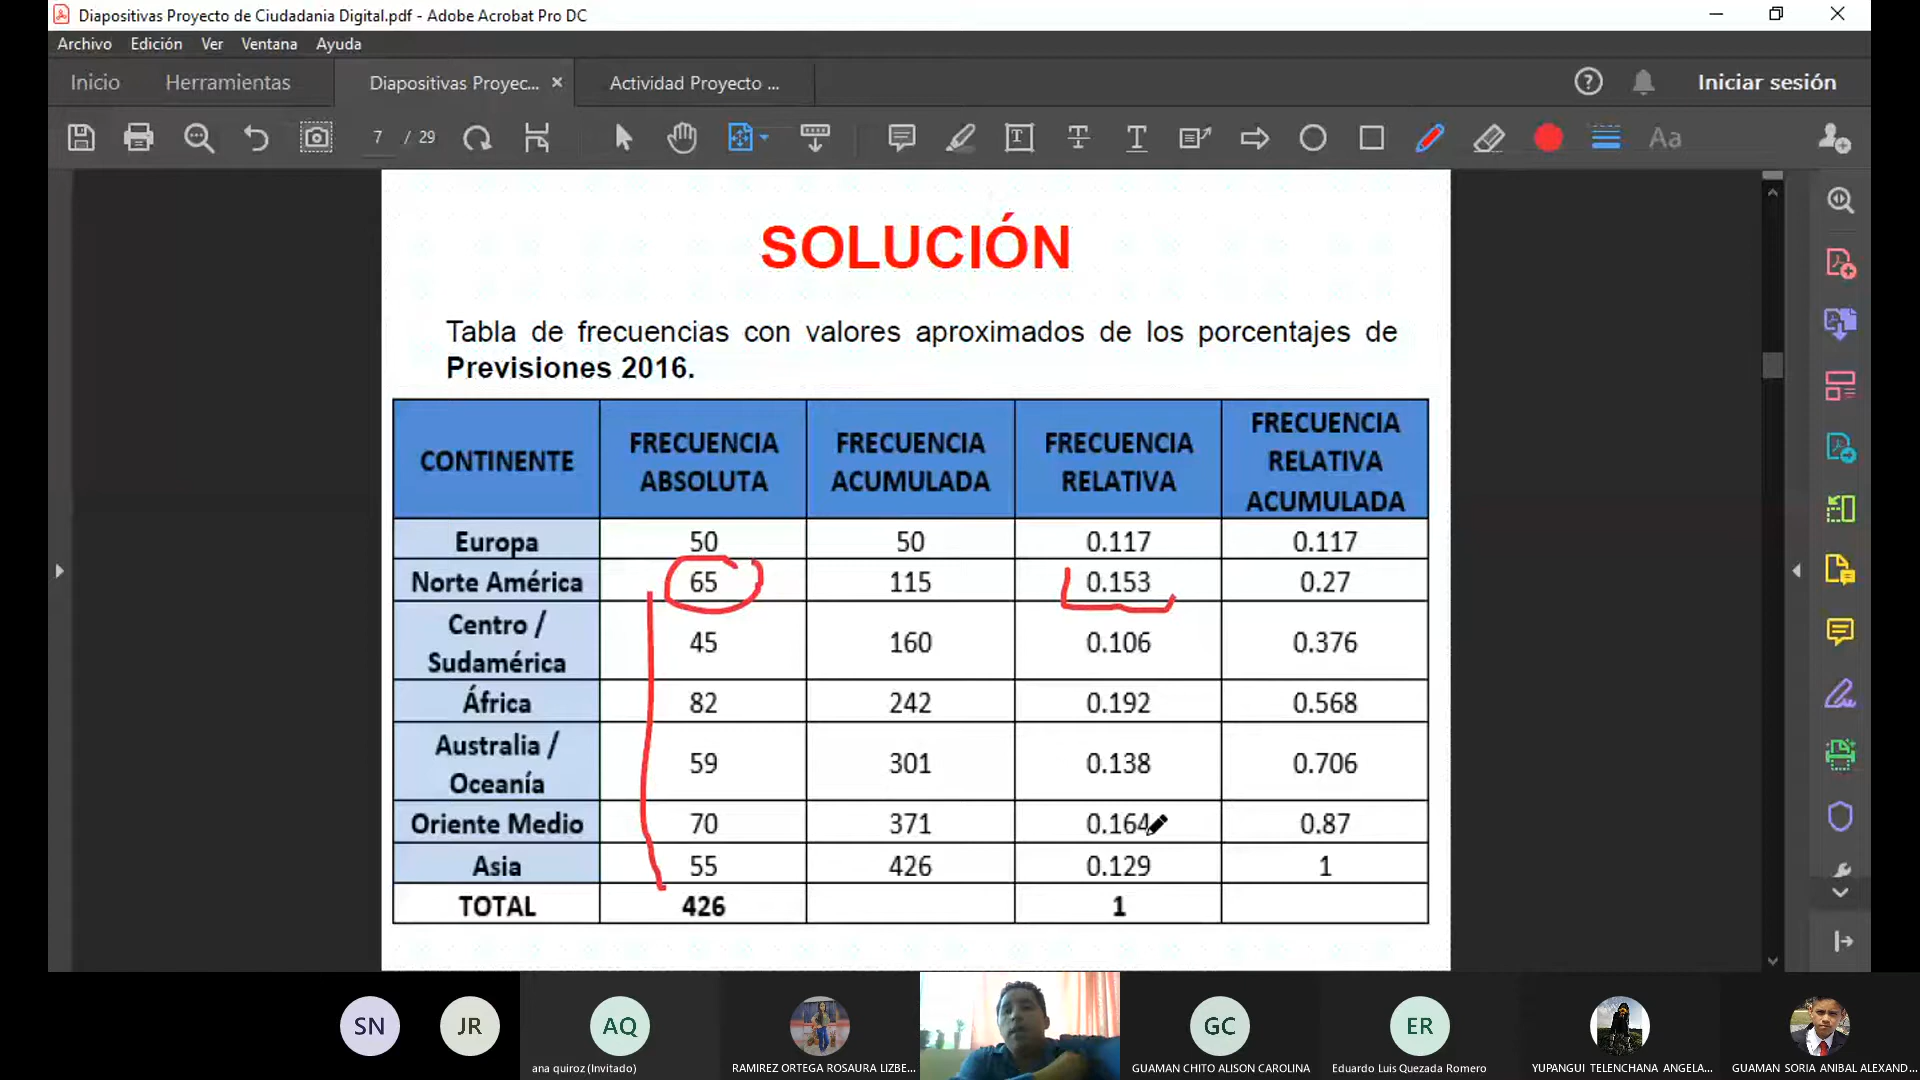 Diapositivas Proyecto de Ciudadania Digital.pdf - Adobe Acrobat Pro DC
Archivo Edición Ver Ventana Ayuda
Inicio Herramientas Diapositivas Proyec... × Actividad Proyecto ... Iniciar sesión
7 / 29 Aa
SOLUCIÓN
Tabla de frecuencias con valores aproximados de los porcentajes de
Previsiones 2016.
CONTINENTE FRECUENCIA ABSOLUTA FRECUENCIA ACUMULADA FRECUENCIA RELATIVA FRECUENCIA RELATIVA ACUMULADA
Europa 50 50 0.117 0.117
Norte América 65 115 0.153 0.27
Centro / Sudamérica 45 160 0.106 0.376
África 82 242 0.192 0.568
Australia / Oceanía 59 301 0.138 0.706
Oriente Medio 70 371 0.164 0.87
Asia 55 426 0.129 1
TOTAL 426 1
SN JR AQ GC ER
ana quiroz (Invitado) RAMIREZ ORTEGA ROSAURA LIZBE... GUAMAN CHITO ALISON CAROLINA Eduardo Luis Quezada Romero YUPANGUI TELENCHANA ANGELA... GUAMAN SORIA ANIBAL ALEXAND...